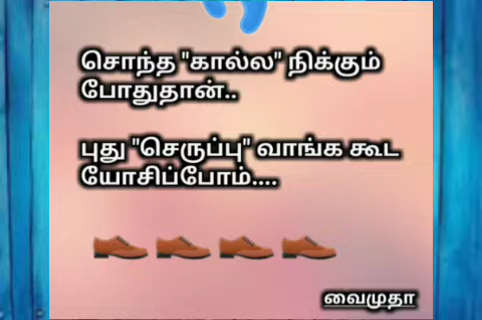 சொந்த "கால்ல" நிக்கும்
போதுதான்..
புது "செருப்பு" வாங்க கூட
யோசிப்போம்....
வைமுதா